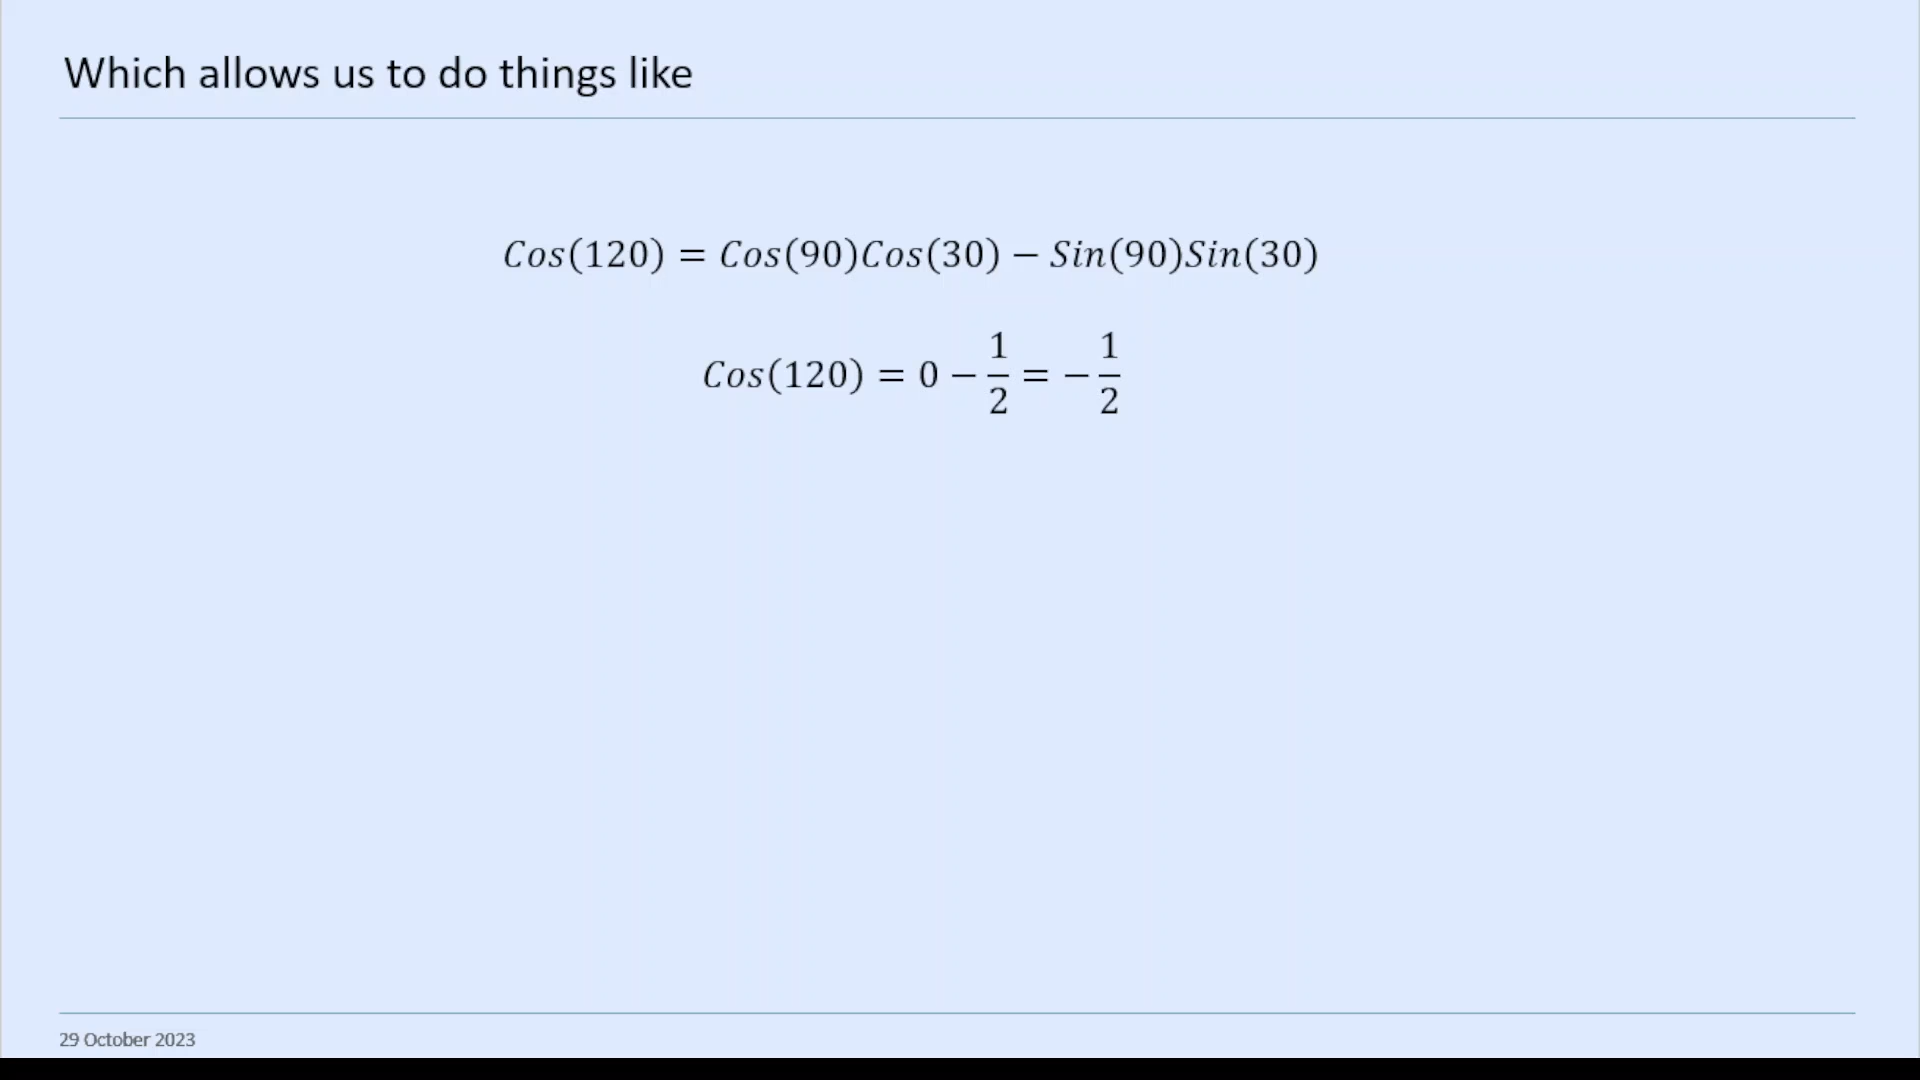 Which allows us to do things like
Cos(120) = Cos(90)Cos(30) − Sin(90)Sin(30)
Cos(120) = 0 − 1/2 = − 1/2
29 October 2023